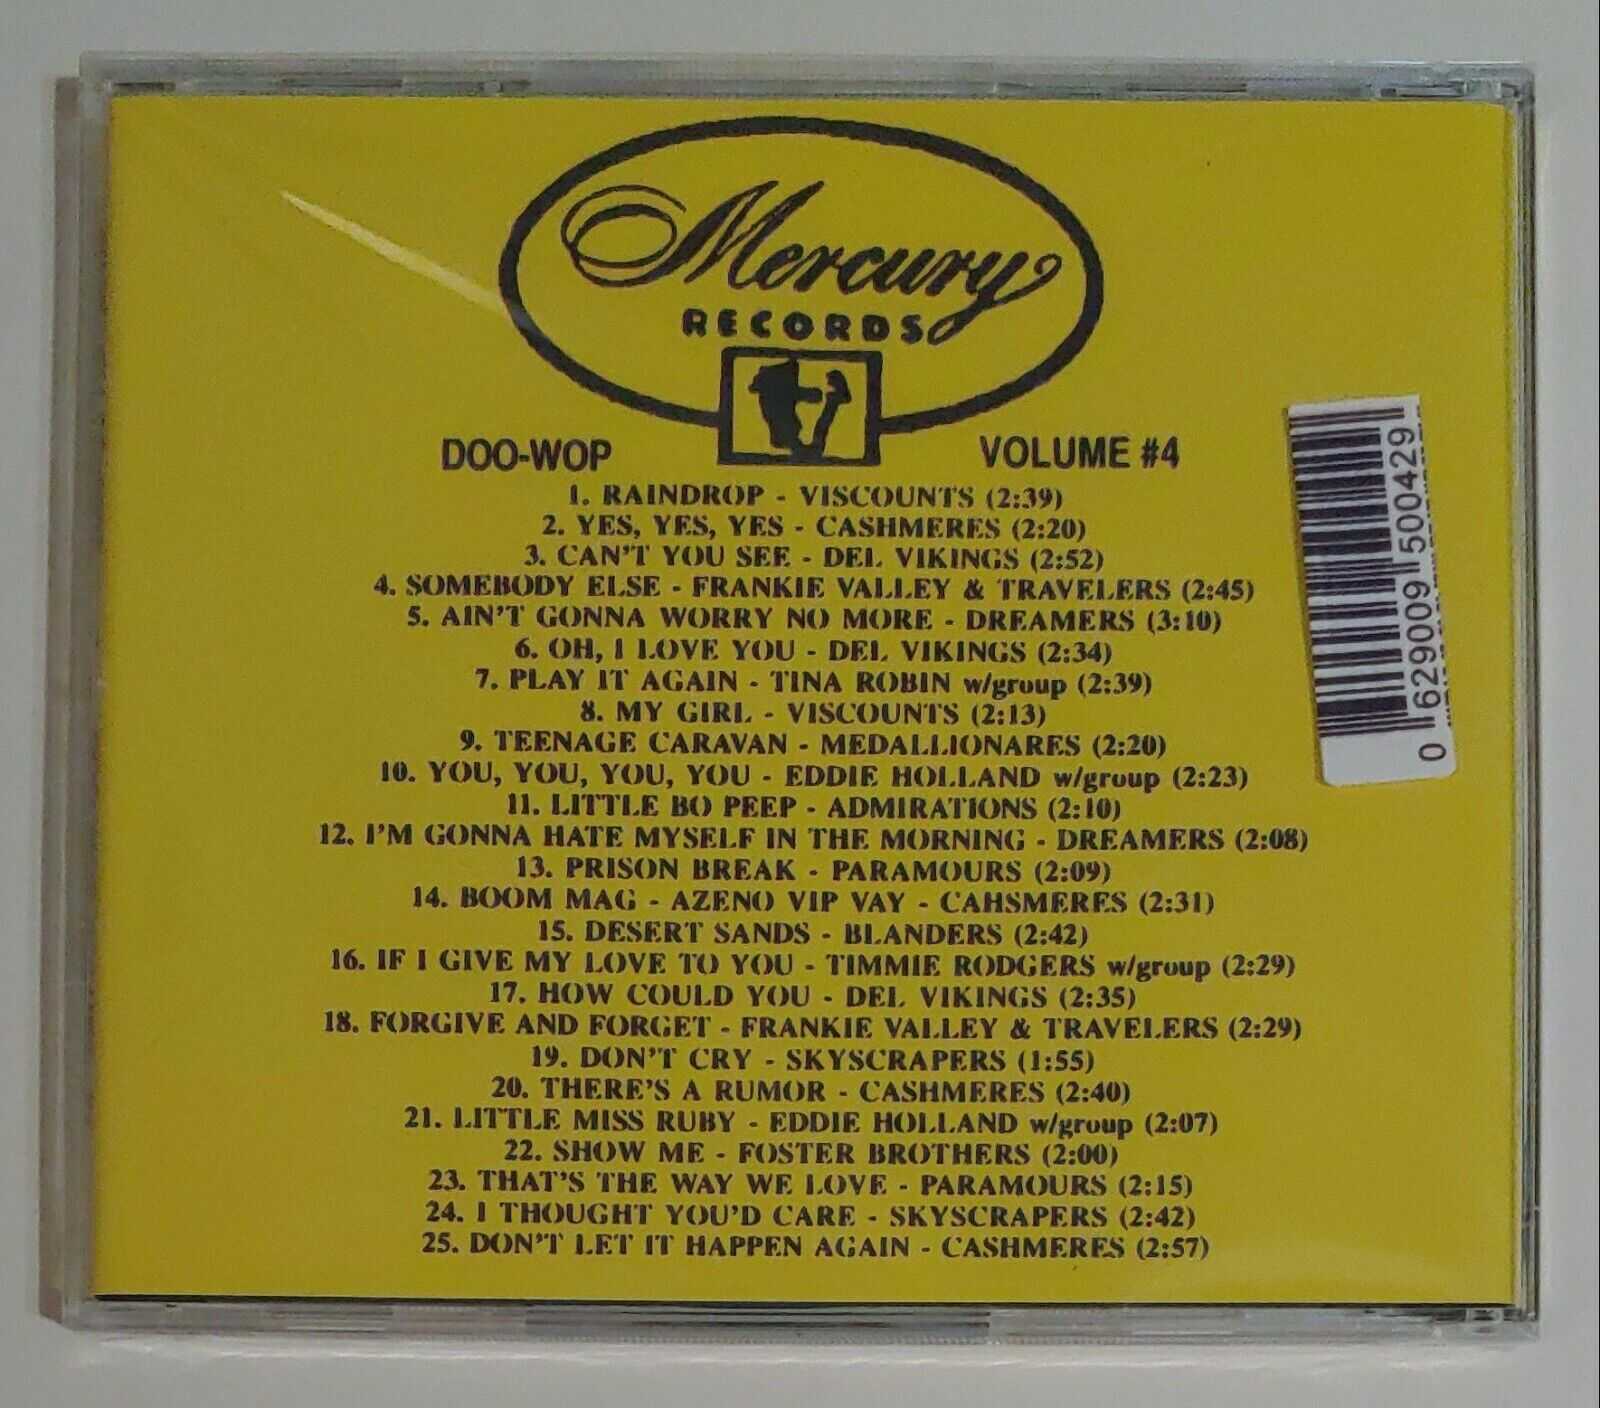 Mercury
RECORDS
DOO-WOP VOLUME #4
1. RAINDROP - VISCOUNTS (2:39)
2. YES, YES, YES - CASHMERES (2:20)
3. CAN'T YOU SEE - DEL VIKINGS (2:52)
4. SOMEBODY ELSE - FRANKIE VALLEY & TRAVELERS (2:45)
5. AIN'T GONNA WORRY NO MORE - DREAMERS (3:10)
6. OH, I LOVE YOU - DEL VIKINGS (2:34)
7. PLAY IT AGAIN - TINA ROBIN w/group (2:39)
8. MY GIRL - VISCOUNTS (2:13)
9. TEENAGE CARAVAN - MEDALLIONARES (2:20)
10. YOU, YOU, YOU, YOU - EDDIE HOLLAND w/group (2:23)
11. LITTLE BO PEEP - ADMIRATIONS (2:10)
12. I'M GONNA HATE MYSELF IN THE MORNING - DREAMERS (2:08)
13. PRISON BREAK - PARAMOURS (2:09)
14. BOOM MAG - AZENO VIP VAY - CAHSMERES (2:31)
15. DESERT SANDS - BLANDERS (2:42)
16. IF I GIVE MY LOVE TO YOU - TIMMIE RODGERS w/group (2:29)
17. HOW COULD YOU - DEL VIKINGS (2:35)
18. FORGIVE AND FORGET - FRANKIE VALLEY & TRAVELERS (2:29)
19. DON'T CRY - SKYSCRAPERS (1:55)
20. THERE'S A RUMOR - CASHMERES (2:40)
21. LITTLE MISS RUBY - EDDIE HOLLAND w/group (2:07)
22. SHOW ME - FOSTER BROTHERS (2:00)
23. THAT'S THE WAY WE LOVE - PARAMOURS (2:15)
24. I THOUGHT YOU'D CARE - SKYSCRAPERS (2:42)
25. DON'T LET IT HAPPEN AGAIN - CASHMERES (2:57)
0 629009 500429